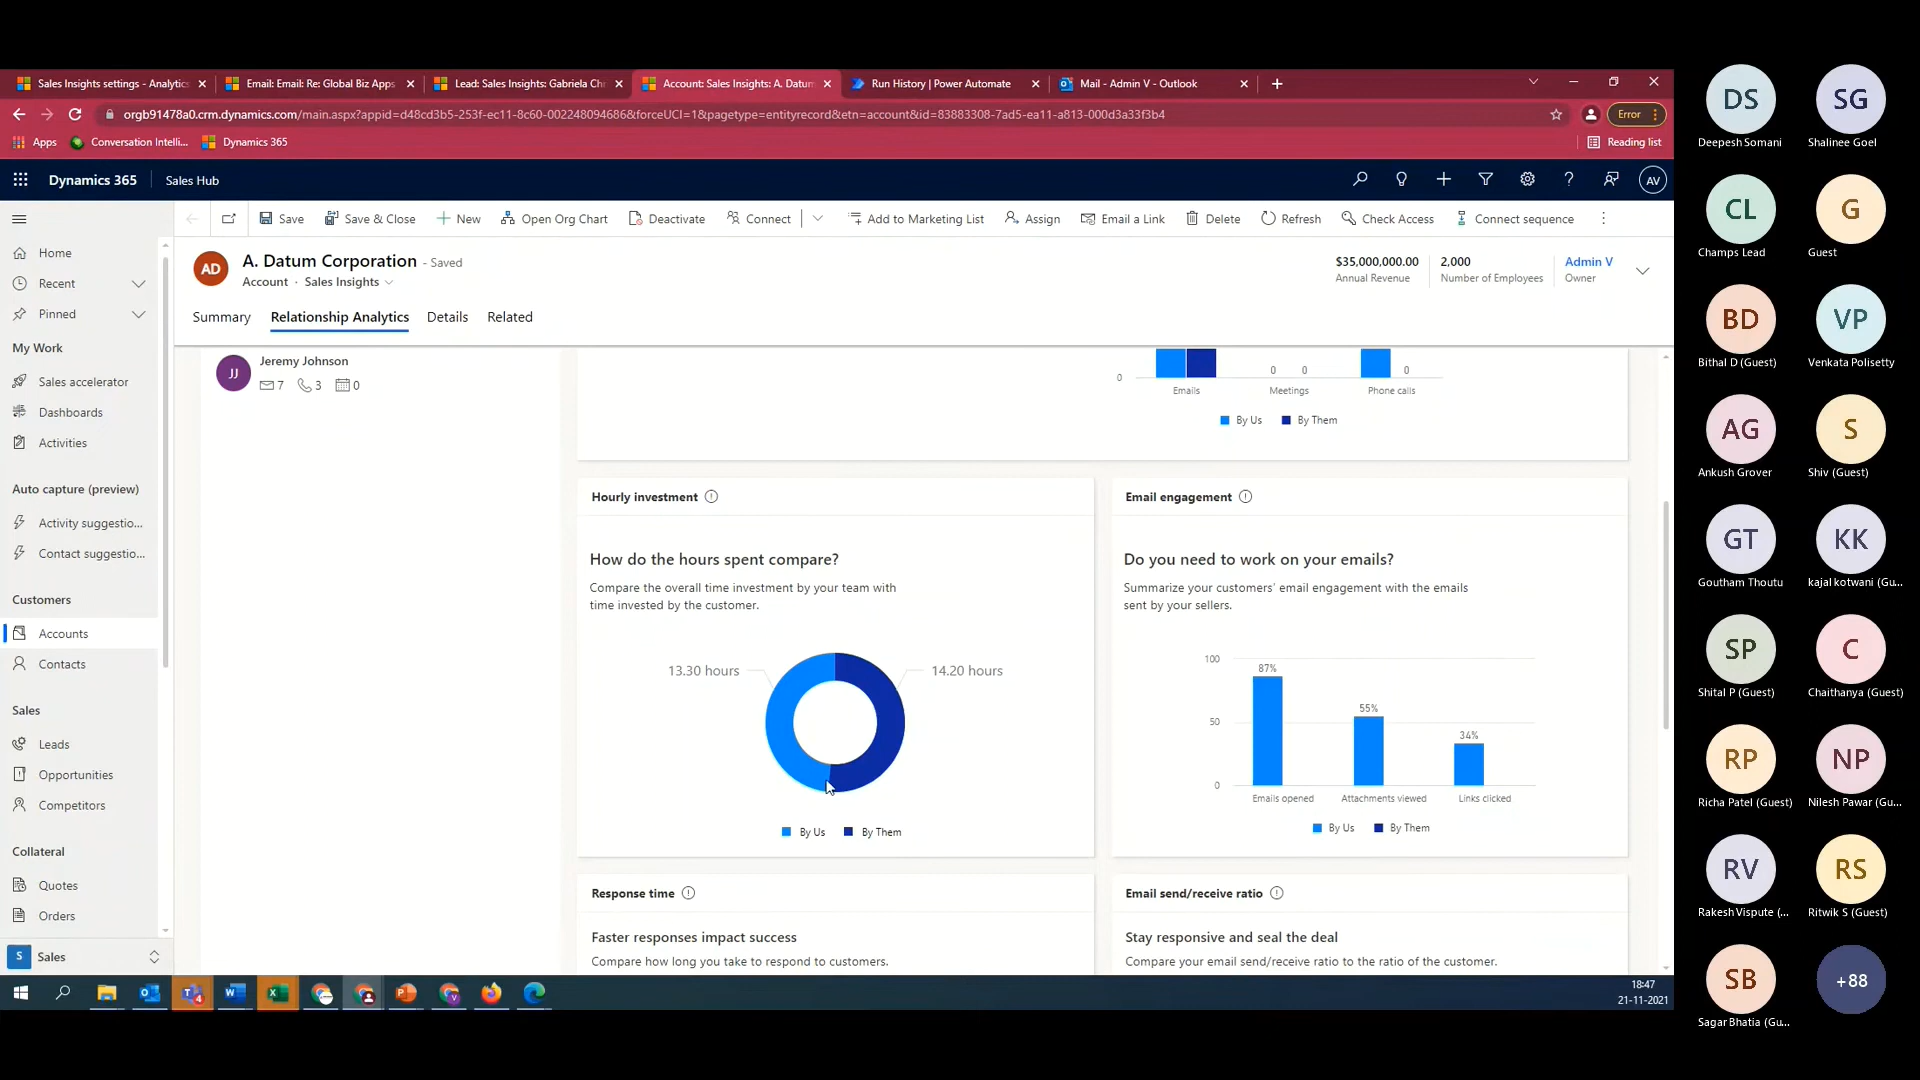 Sales Insights settings - Analytics
Email: Email: Re: Global Biz Apps
Lead: Sales Insights: Gabriela Ch
Account: Sales Insights: A. Datum
Run History | Power Automate
Mail - Admin V - Outlook
orgb91478a0.crm.dynamics.com/main.aspx?appid=d48cd3b5-253f-ec11-8c60-002248094686&forceUCI=1&pagetype=entityrecord&etn=account&id=83883308-7ad5-ea11-a813-000d3a33f3b4
Error
Apps
Conversation Intelli...
Dynamics 365
Reading list
Dynamics 365
Sales Hub
AV
Save
Save & Close
New
Open Org Chart
Deactivate
Connect
Add to Marketing List
Assign
Email a Link
Delete
Refresh
Check Access
Connect sequence
Home
Recent
Pinned
My Work
Sales accelerator
Dashboards
Activities
Auto capture (preview)
Activity suggestio...
Contact suggestio...
Customers
Accounts
Contacts
Sales
Leads
Opportunities
Competitors
Collateral
Quotes
Orders
S
Sales
AD
A. Datum Corporation - Saved
Account · Sales Insights
$35,000,000.00
Annual Revenue
2,000
Number of Employees
Admin V
Owner
Summary
Relationship Analytics
Details
Related
JJ
Jeremy Johnson
7
3
0
0
0
0
0
Emails
Meetings
Phone calls
By Us
By Them
Hourly investment
How do the hours spent compare?
Compare the overall time investment by your team with
time invested by the customer.
13.30 hours
14.20 hours
By Us
By Them
Email engagement
Do you need to work on your emails?
Summarize your customers' email engagement with the emails
sent by your sellers.
100
50
0
87%
55%
34%
Emails opened
Attachments viewed
Links clicked
By Us
By Them
Response time
Faster responses impact success
Compare how long you take to respond to customers.
Email send/receive ratio
Stay responsive and seal the deal
Compare your email send/receive ratio to the ratio of the customer.
18:47
21-11-2021
DS
Deepesh Somani
SG
Shalinee Goel
CL
Champs Lead
G
Guest
BD
Bithal D (Guest)
VP
Venkata Polisetty
AG
Ankush Grover
S
Shiv (Guest)
GT
Goutham Thoutu
KK
kajal kotwani (Gu...
SP
Shital P (Guest)
C
Chaithanya (Guest)
RP
Richa Patel (Guest)
NP
Nilesh Pawar (Gu...
RV
Rakesh Vispute (...
RS
Ritwik S (Guest)
SB
Sagar Bhatia (Gu...
+88